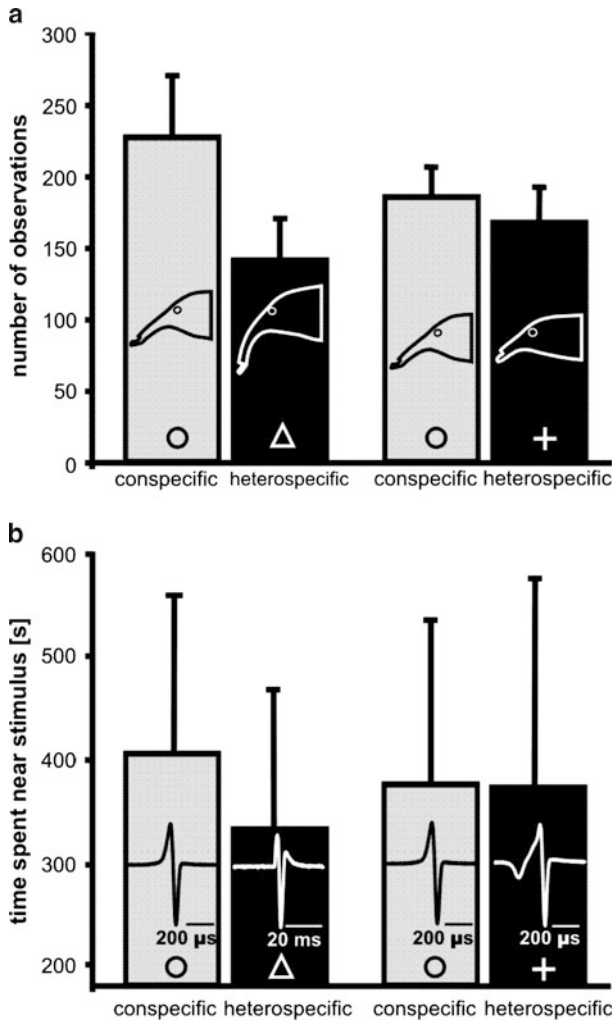 a
number of observations
300
250
200
150
100
50
0
conspecific heterospecific conspecific heterospecific
b
time spent near stimulus [s]
600
500
400
300
200
200 µs 20 ms 200 µs 200 µs
conspecific heterospecific conspecific heterospecific